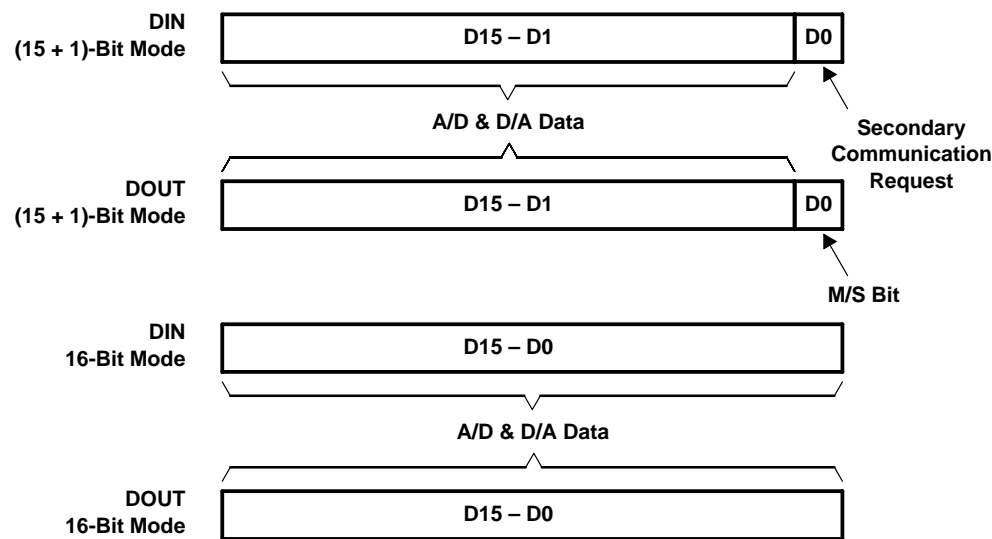 DIN
(15 + 1)-Bit Mode
D15 – D1
D0
A/D & D/A Data
Secondary
Communication
Request
DOUT
(15 + 1)-Bit Mode
D15 – D1
D0
M/S Bit
DIN
16-Bit Mode
D15 – D0
A/D & D/A Data
DOUT
16-Bit Mode
D15 – D0